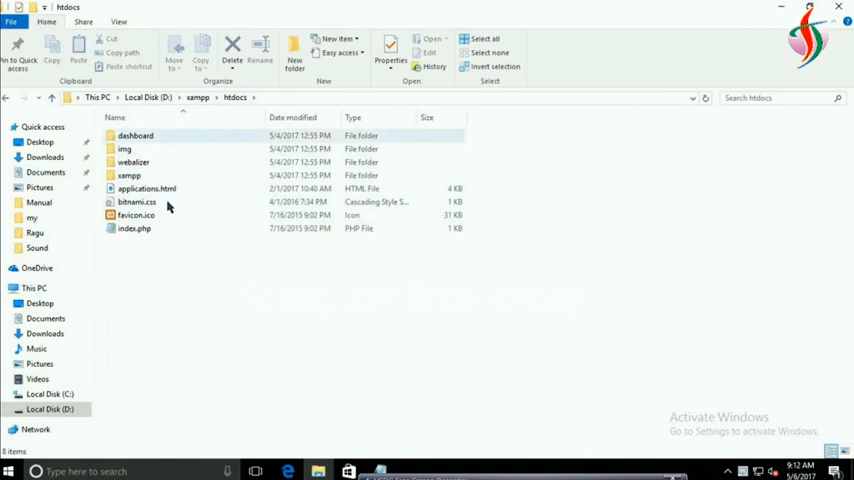 htdocs
File Home Share View
Pin to Quick access
Copy
Paste
Cut
Copy path
Paste shortcut
Move to
Copy to
Delete
Rename
New folder
New item
Easy access
Properties
Open
Edit
History
Select all
Select none
Invert selection
Clipboard Organize New Open Select
This PC Local Disk (D:) xampp htdocs
Search htdocs
Name Date modified Type Size
dashboard 5/4/2017 12:55 PM File folder
img 5/4/2017 12:55 PM File folder
webalizer 5/4/2017 12:55 PM File folder
xampp 5/4/2017 12:55 PM File folder
applications.html 2/1/2017 10:40 AM HTML File 4 KB
bitnami.css 4/1/2016 7:34 PM Cascading Style S... 1 KB
favicon.ico 7/16/2015 9:02 PM Icon 31 KB
index.php 7/16/2015 9:02 PM PHP File 1 KB
Quick access
Desktop
Downloads
Documents
Pictures
Manual
my
Ragu
Sound
OneDrive
This PC
Desktop
Documents
Downloads
Music
Pictures
Videos
Local Disk (C:)
Local Disk (D:)
Network
Activate Windows
Go to Settings to activate Windows.
8 items
Type here to search
9:12 AM
5/6/2017